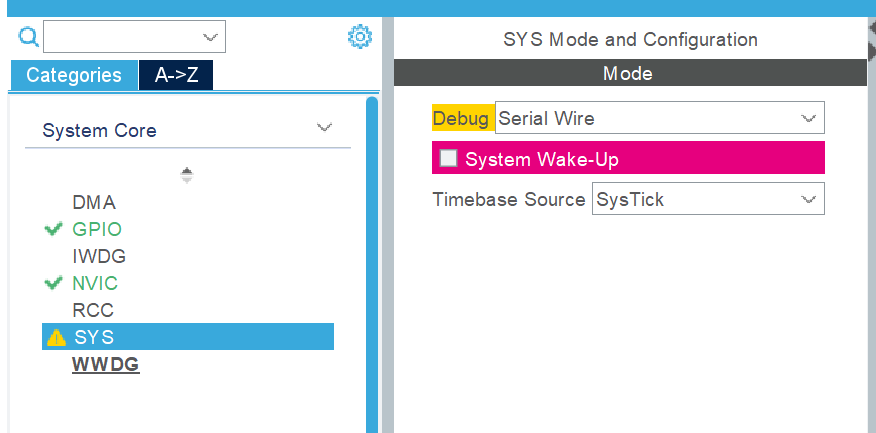 Categories
A->Z
System Core
DMA
GPIO
IWDG
NVIC
RCC
SYS
WWDG
SYS Mode and Configuration
Mode
Debug Serial Wire
System Wake-Up
Timebase Source SysTick